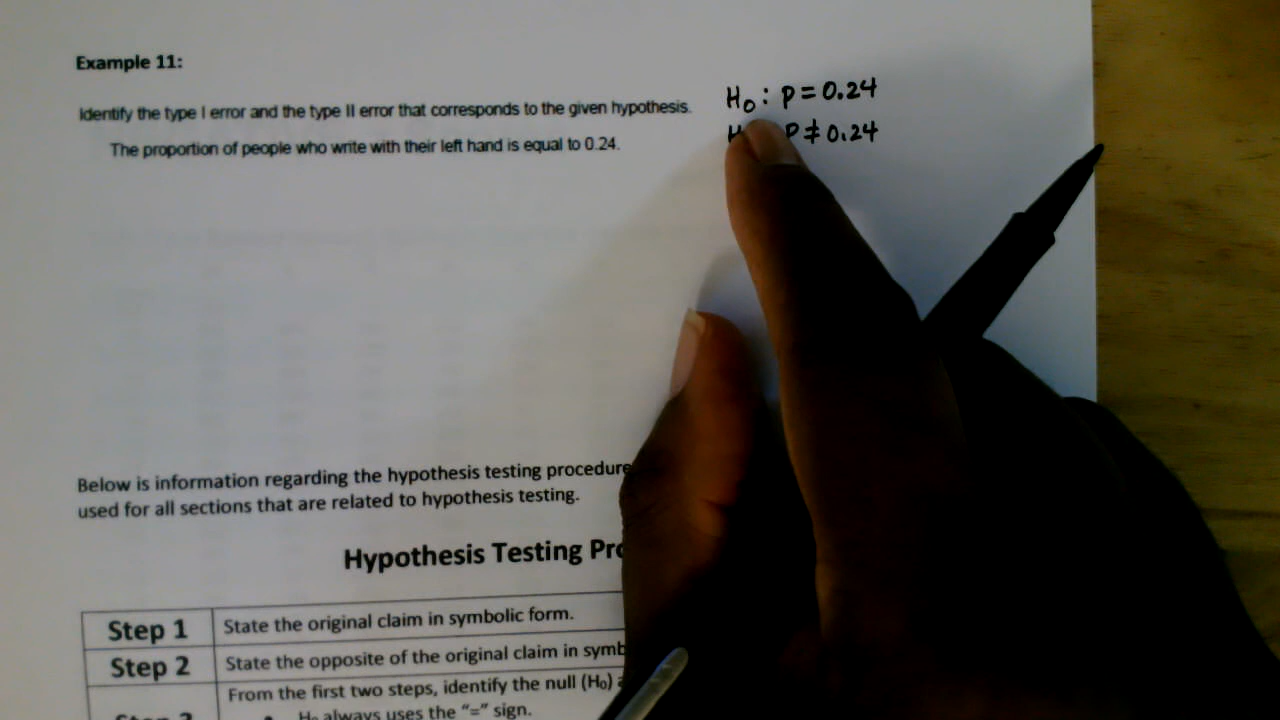 Example 11:
Identify the type I error and the type II error that corresponds to the given hypothesis.
The proportion of people who write with their left hand is equal to 0.24.
H₀: p = 0.24
H p ≠ 0.24
Below is information regarding the hypothesis testing procedure
used for all sections that are related to hypothesis testing.
Hypothesis Testing
Step 1 State the original claim in symbolic form.
Step 2 State the opposite of the original claim in
From the first two steps, identify the null (H₀)
• H₀ always uses the “=” sign.